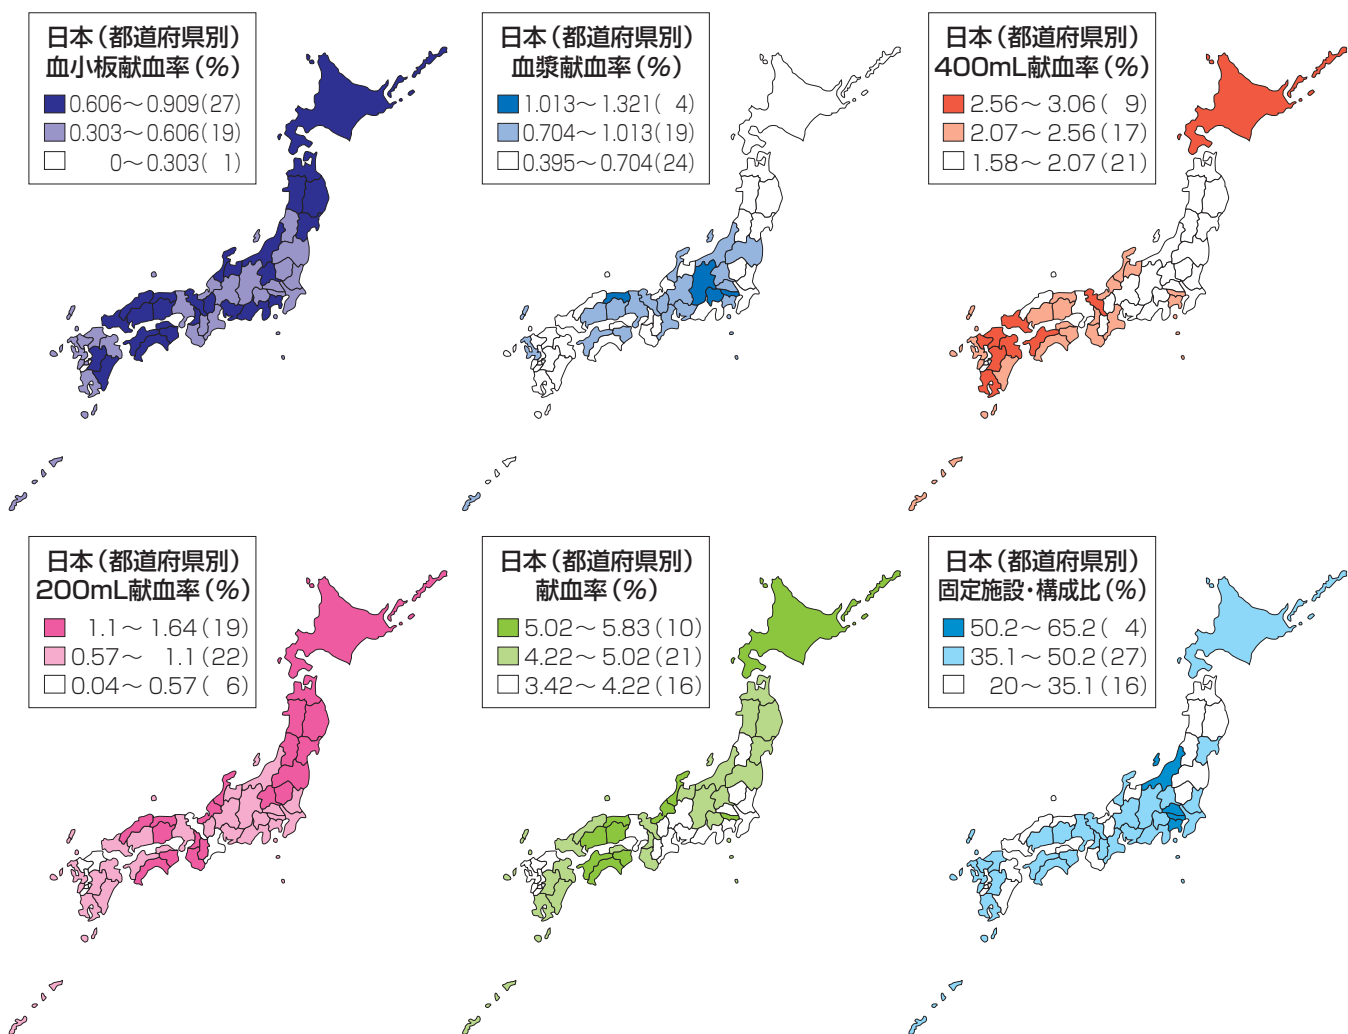 日本(都道府県別)
血小板献血率(%)
0.606~0.909(27)
0.303~0.606(19)
0~0.303( 1)
日本(都道府県別)
血漿献血率(%)
1.013~1.321( 4)
0.704~1.013(19)
0.395~0.704(24)
日本(都道府県別)
400mL献血率(%)
2.56~3.06( 9)
2.07~2.56(17)
1.58~2.07(21)
日本(都道府県別)
200mL献血率(%)
1.1~1.64(19)
0.57~ 1.1(22)
0.04~0.57( 6)
日本(都道府県別)
献血率(%)
5.02~5.83(10)
4.22~5.02(21)
3.42~4.22(16)
日本(都道府県別)
固定施設・構成比(%)
50.2~65.2( 4)
35.1~50.2(27)
20~35.1(16)